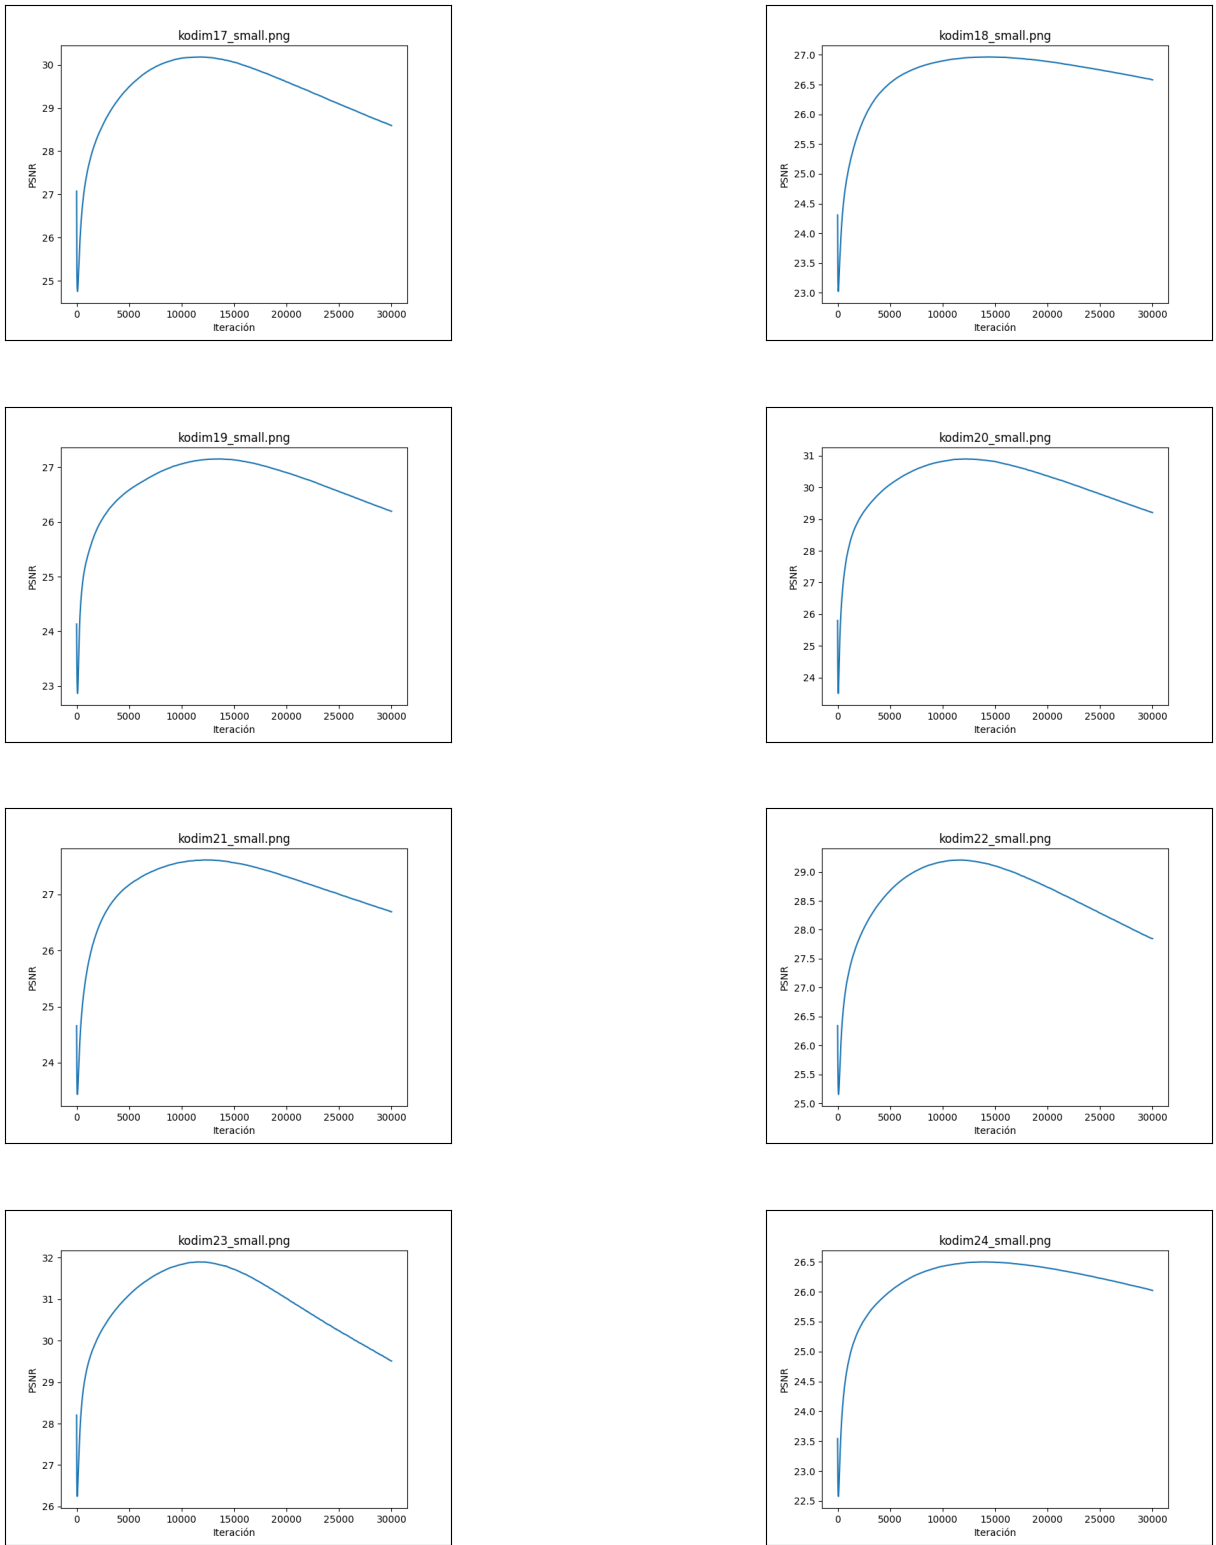 kodim17_small.png
30
29
28
27
26
25
PSNR
0 5000 10000 15000 20000 25000 30000
Iteración
kodim18_small.png
27.0
26.5
26.0
25.5
25.0
24.5
24.0
23.5
23.0
PSNR
0 5000 10000 15000 20000 25000 30000
Iteración
kodim19_small.png
27
26
25
24
23
PSNR
0 5000 10000 15000 20000 25000 30000
Iteración
kodim20_small.png
31
30
29
28
27
26
25
24
PSNR
0 5000 10000 15000 20000 25000 30000
Iteración
kodim21_small.png
27
26
25
24
PSNR
0 5000 10000 15000 20000 25000 30000
Iteración
kodim22_small.png
29.0
28.5
28.0
27.5
27.0
26.5
26.0
25.5
25.0
PSNR
0 5000 10000 15000 20000 25000 30000
Iteración
kodim23_small.png
32
31
30
29
28
27
26
PSNR
0 5000 10000 15000 20000 25000 30000
Iteración
kodim24_small.png
26.5
26.0
25.5
25.0
24.5
24.0
23.5
23.0
22.5
PSNR
0 5000 10000 15000 20000 25000 30000
Iteración